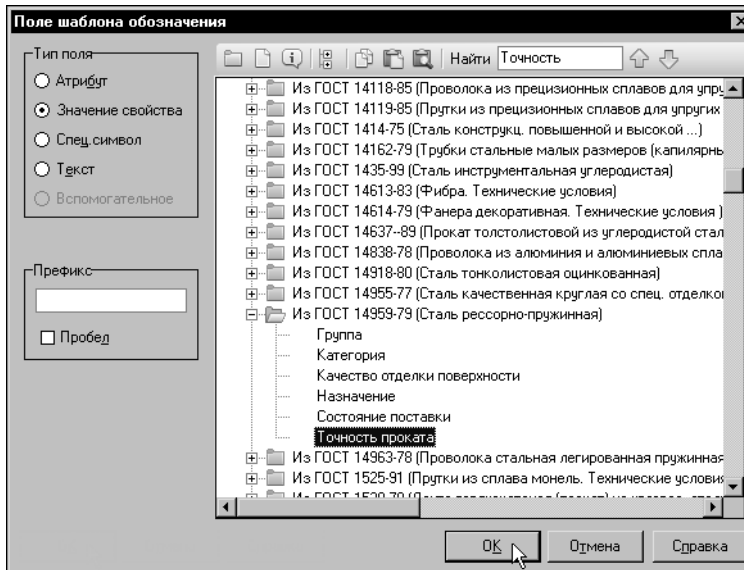 Поле шаблона обозначения
Тип поля
Атрибут
Значение свойства
Спец.символ
Текст
Вспомогательное
Префикс
Пробел
Найти Точность
Из ГОСТ 14118-85 (Проволока из прецизионных сплавов для упру
Из ГОСТ 14119-85 (Прутки из прецизионных сплавов для упругих
Из ГОСТ 1414-75 (Сталь конструкц. повышенной и высокой ...)
Из ГОСТ 14162-79 (Трубки стальные малых размеров (капилярнь
Из ГОСТ 1435-99 (Сталь инструментальная углеродистая)
Из ГОСТ 14613-83 (Фибра. Технические условия)
Из ГОСТ 14614-79 (Фанера декоративная. Технические условия )
Из ГОСТ 14637--89 (Прокат толстолистовой из углеродистой стал
Из ГОСТ 14838-78 (Проволока из алюминия и алюминиевых спла
Из ГОСТ 14918-80 (Сталь тонколистовая оцинкованная)
Из ГОСТ 14955-77 (Сталь качественная круглая со спец. отделко
Из ГОСТ 14959-79 (Сталь рессорно-пружинная)
Группа
Категория
Качество отделки поверхности
Назначение
Состояние поставки
Точность проката
Из ГОСТ 14963-78 (Проволока стальная легированная пружинная
Из ГОСТ 1525-91 (Прутки из сплава монель. Технические условия
ОК
Отмена
Справка